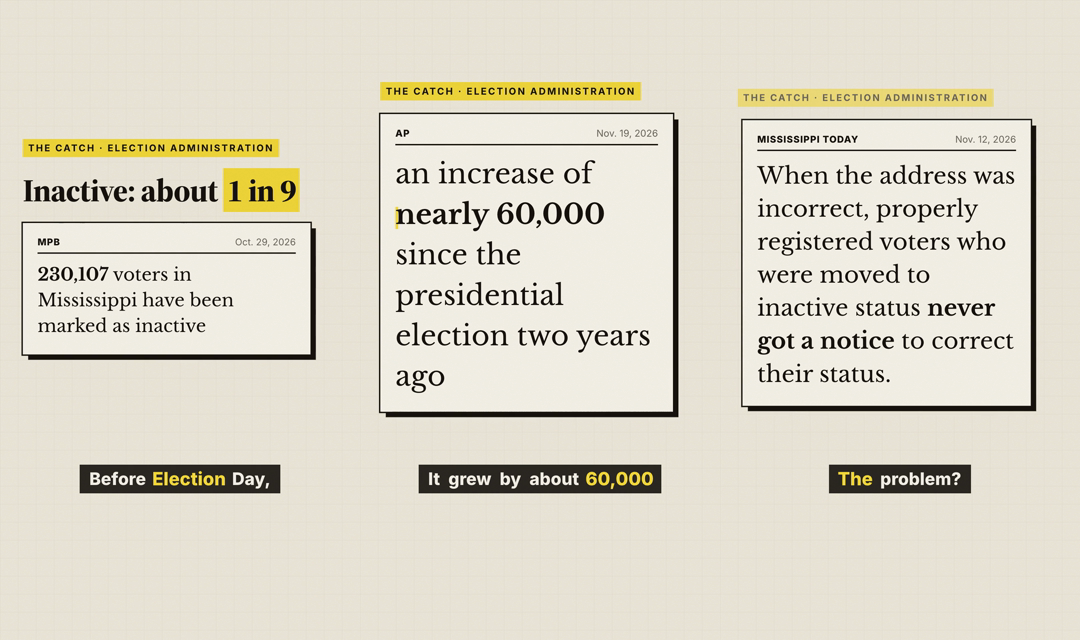 THE CATCH · ELECTION ADMINISTRATION
Inactive: about 1 in 9
MPB Oct. 29, 2026
230,107 voters in
Mississippi have been
marked as inactive
Before Election Day,
THE CATCH · ELECTION ADMINISTRATION
AP Nov. 19, 2026
an increase of
nearly 60,000
since the
presidential
election two years
ago
It grew by about 60,000
THE CATCH · ELECTION ADMINISTRATION
MISSISSIPPI TODAY Nov. 12, 2026
When the address was
incorrect, properly
registered voters who
were moved to
inactive status never
got a notice to correct
their status.
The problem?